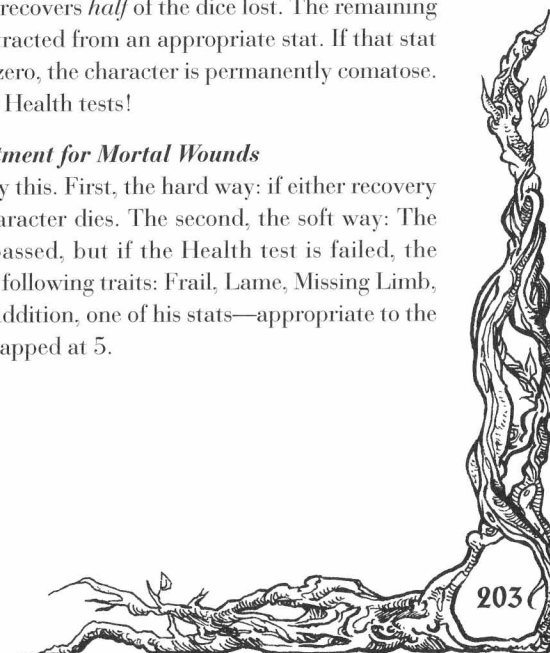 recovers half of the dice lost. The remaining
tracted from an appropriate stat. If that stat
zero, the character is permanently comatose.
Health tests!
tment for Mortal Wounds
y this. First, the hard way: if either recovery
aracter dies. The second, the soft way: The
passed, but if the Health test is failed, the
following traits: Frail, Lame, Missing Limb,
ddition, one of his stats—appropriate to the
apped at 5.
203